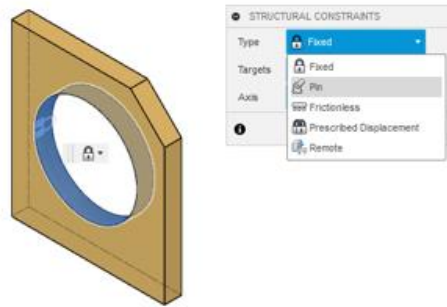 STRUCTURAL CONSTRAINTS
Type
Fixed
Targets
Fixed
Pin
Axis
Frictionless
Prescribed Displacement
Remote